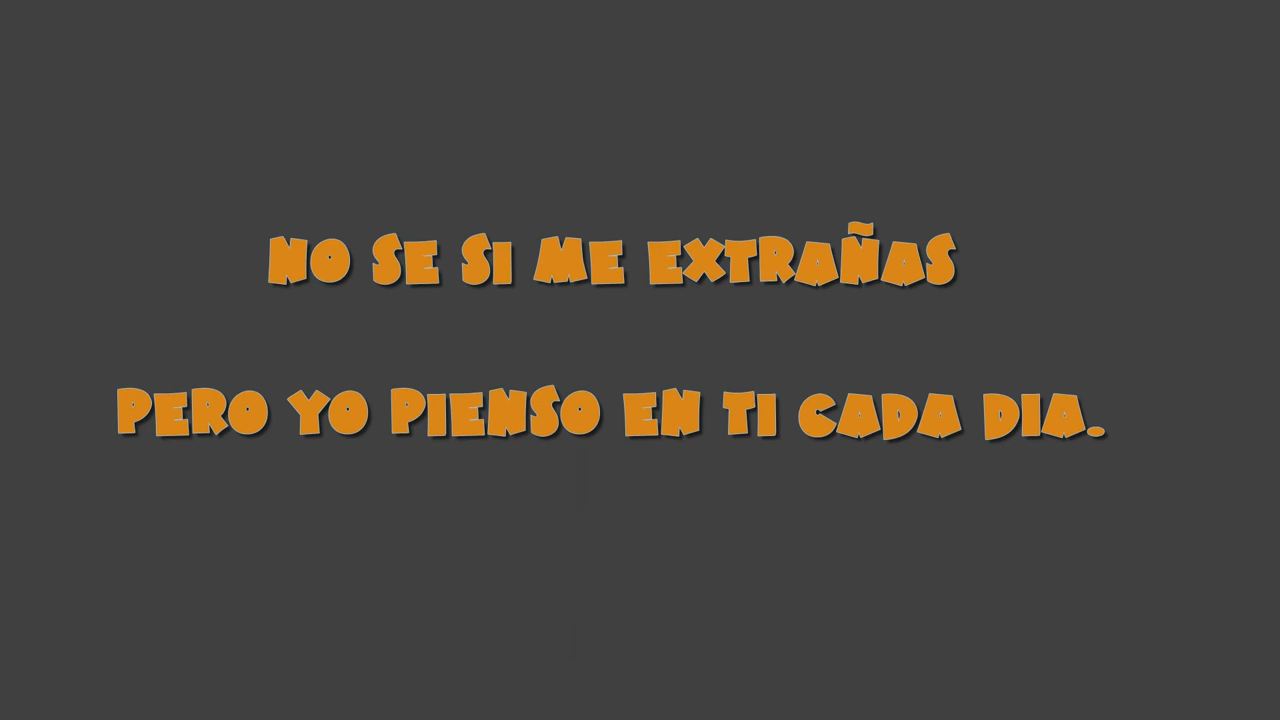 NO SE SI ME EXTRAÑAS
PERO YO PIENSO EN TI CADA DIA.